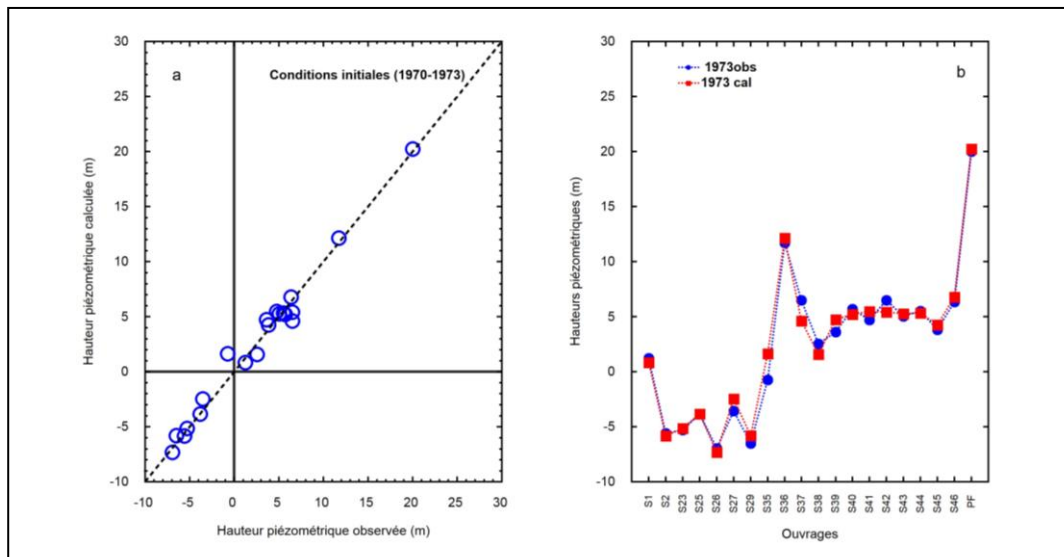 a
Conditions initiales (1970-1973)
30
25
20
15
10
5
0
-5
-10
-10 -5 0 5 10 15 20 25 30
Hauteur piézométrique calculée (m)
Hauteur piézométrique observée (m)
b
1973obs
1973 cal
30
25
20
15
10
5
0
-5
-10
S1 S2 S23 S25 S26 S27 S29 S35 S36 S37 S38 S39 S40 S41 S42 S43 S44 S45 S46 PF
Hauteurs piézométriques (m)
Ouvrages